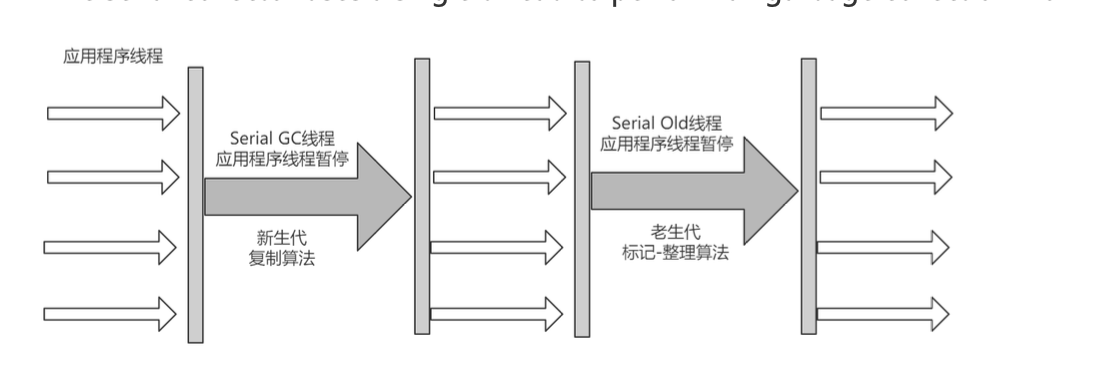 应用程序线程
Serial GC线程
应用程序线程暂停
新生代
复制算法
Serial Old线程
应用程序线程暂停
老生代
标记-整理算法